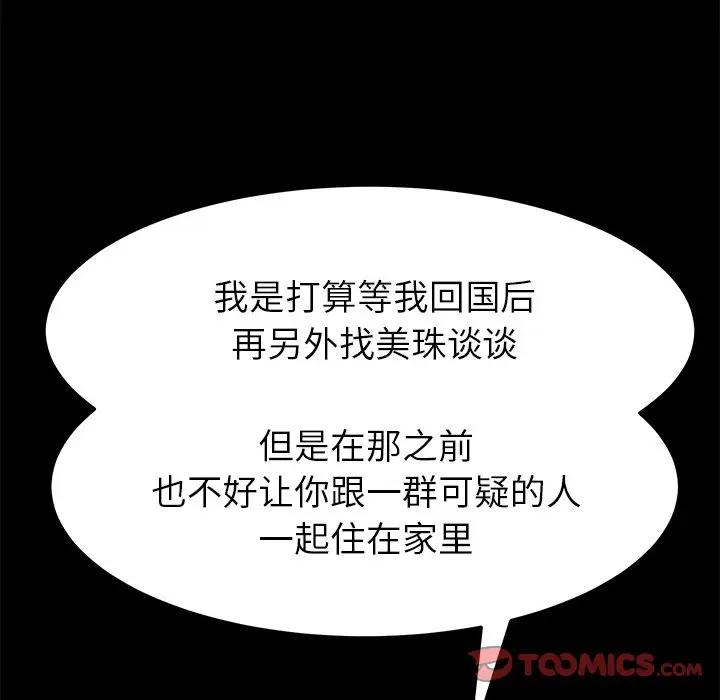 我是打算等我回国后
再另外找美珠谈谈
但是在那之前
也不好让你跟一群可疑的人
一起住在家里
TOOMICS.COM